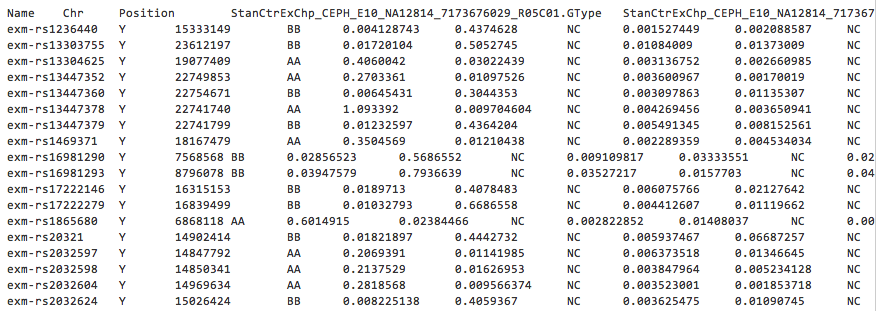 Name Chr Position StanCtrExChp_CEPH_E10_NA12814_7173676029_R05C01.GType StanCtrExChp_CEPH_E10_NA12814_717367
exm-rs1236440 Y 15333149 BB 0.004128743 0.4374628 NC 0.001527449 0.002088587 NC
exm-rs13303755 Y 23612197 BB 0.01720104 0.5052745 NC 0.01084009 0.01373009 NC
exm-rs13304625 Y 19077409 AA 0.4060042 0.03022439 NC 0.003136752 0.002660985 NC
exm-rs13447352 Y 22749853 AA 0.2703361 0.01097526 NC 0.003600967 0.00170019 NC
exm-rs13447360 Y 22754671 BB 0.00645431 0.3044353 NC 0.003097863 0.01135307 NC
exm-rs13447378 Y 22741740 AA 1.093392 0.009704604 NC 0.004269456 0.003650941 NC
exm-rs13447379 Y 22741799 BB 0.01232597 0.4364204 NC 0.005491345 0.008152561 NC
exm-rs1469371 Y 18167479 AA 0.3504569 0.01210438 NC 0.002289359 0.004534034 NC
exm-rs16981290 Y 7568568 BB 0.02856523 0.5686552 NC 0.009109817 0.03333551 NC 0.02
exm-rs16981293 Y 8796078 BB 0.03947579 0.7936639 NC 0.03527217 0.0157703 NC 0.04
exm-rs17222146 Y 16315153 BB 0.0189713 0.4078483 NC 0.006075766 0.02127642 NC
exm-rs17222279 Y 16839499 BB 0.01032793 0.6686558 NC 0.004412607 0.01119662 NC
exm-rs1865680 Y 6868118 AA 0.6014915 0.02384466 NC 0.002822852 0.01408037 NC 0.00
exm-rs20321 Y 14902414 BB 0.01821897 0.4442732 NC 0.005937467 0.06687257 NC
exm-rs2032597 Y 14847792 AA 0.2069391 0.01141985 NC 0.006373518 0.01346645 NC
exm-rs2032598 Y 14850341 AA 0.2137529 0.01626953 NC 0.003847964 0.005234128 NC
exm-rs2032604 Y 14969634 AA 0.2818568 0.009566374 NC 0.003523001 0.001853718 NC
exm-rs2032624 Y 15026424 BB 0.008225138 0.4059367 NC 0.003625475 0.01090745 NC